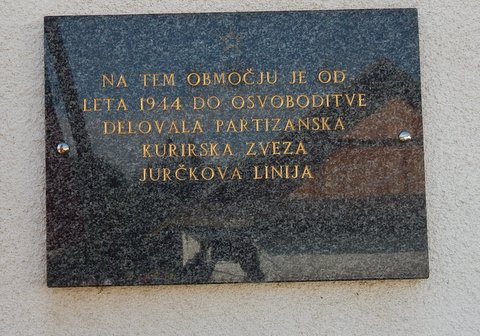 NA TEM OBMOČJU JE OD
LETA 1944 DO OSVOBODITVE
DELOVALA PARTIZANSKA
KURIRSKA ZVEZA
JURČKOVA LINIJA